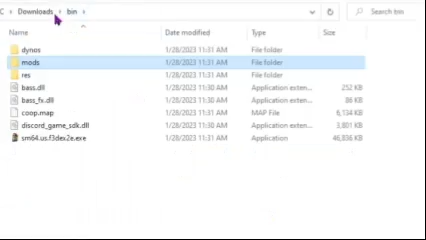 C › Downloads › bin ›
Search bin
Name Date modified Type Size
dynos 1/28/2023 11:31 AM File folder
mods 1/28/2023 11:31 AM File folder
res 1/28/2023 11:31 AM File folder
bass.dll 1/28/2023 11:30 AM Application exten... 252 KB
bass_fx.dll 1/28/2023 11:30 AM Application exten... 86 KB
coop.map 1/28/2023 11:31 AM MAP File 6,134 KB
discord_game_sdk.dll 1/28/2023 11:30 AM Application exten... 3,801 KB
sm64.us.f3dex2e.exe 1/28/2023 11:31 AM Application 46,836 KB